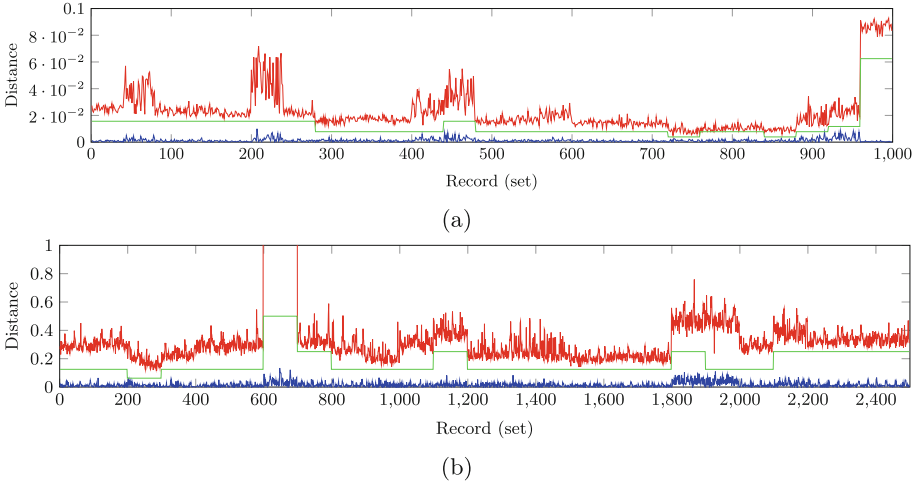 0.1
8 · 10⁻²
6 · 10⁻²
4 · 10⁻²
2 · 10⁻²
0
Distance
0 100 200 300 400 500 600 700 800 900 1,000
Record (set)
(a)
1
0.8
0.6
0.4
0.2
0
Distance
0 200 400 600 800 1,000 1,200 1,400 1,600 1,800 2,000 2,200 2,400
Record (set)
(b)